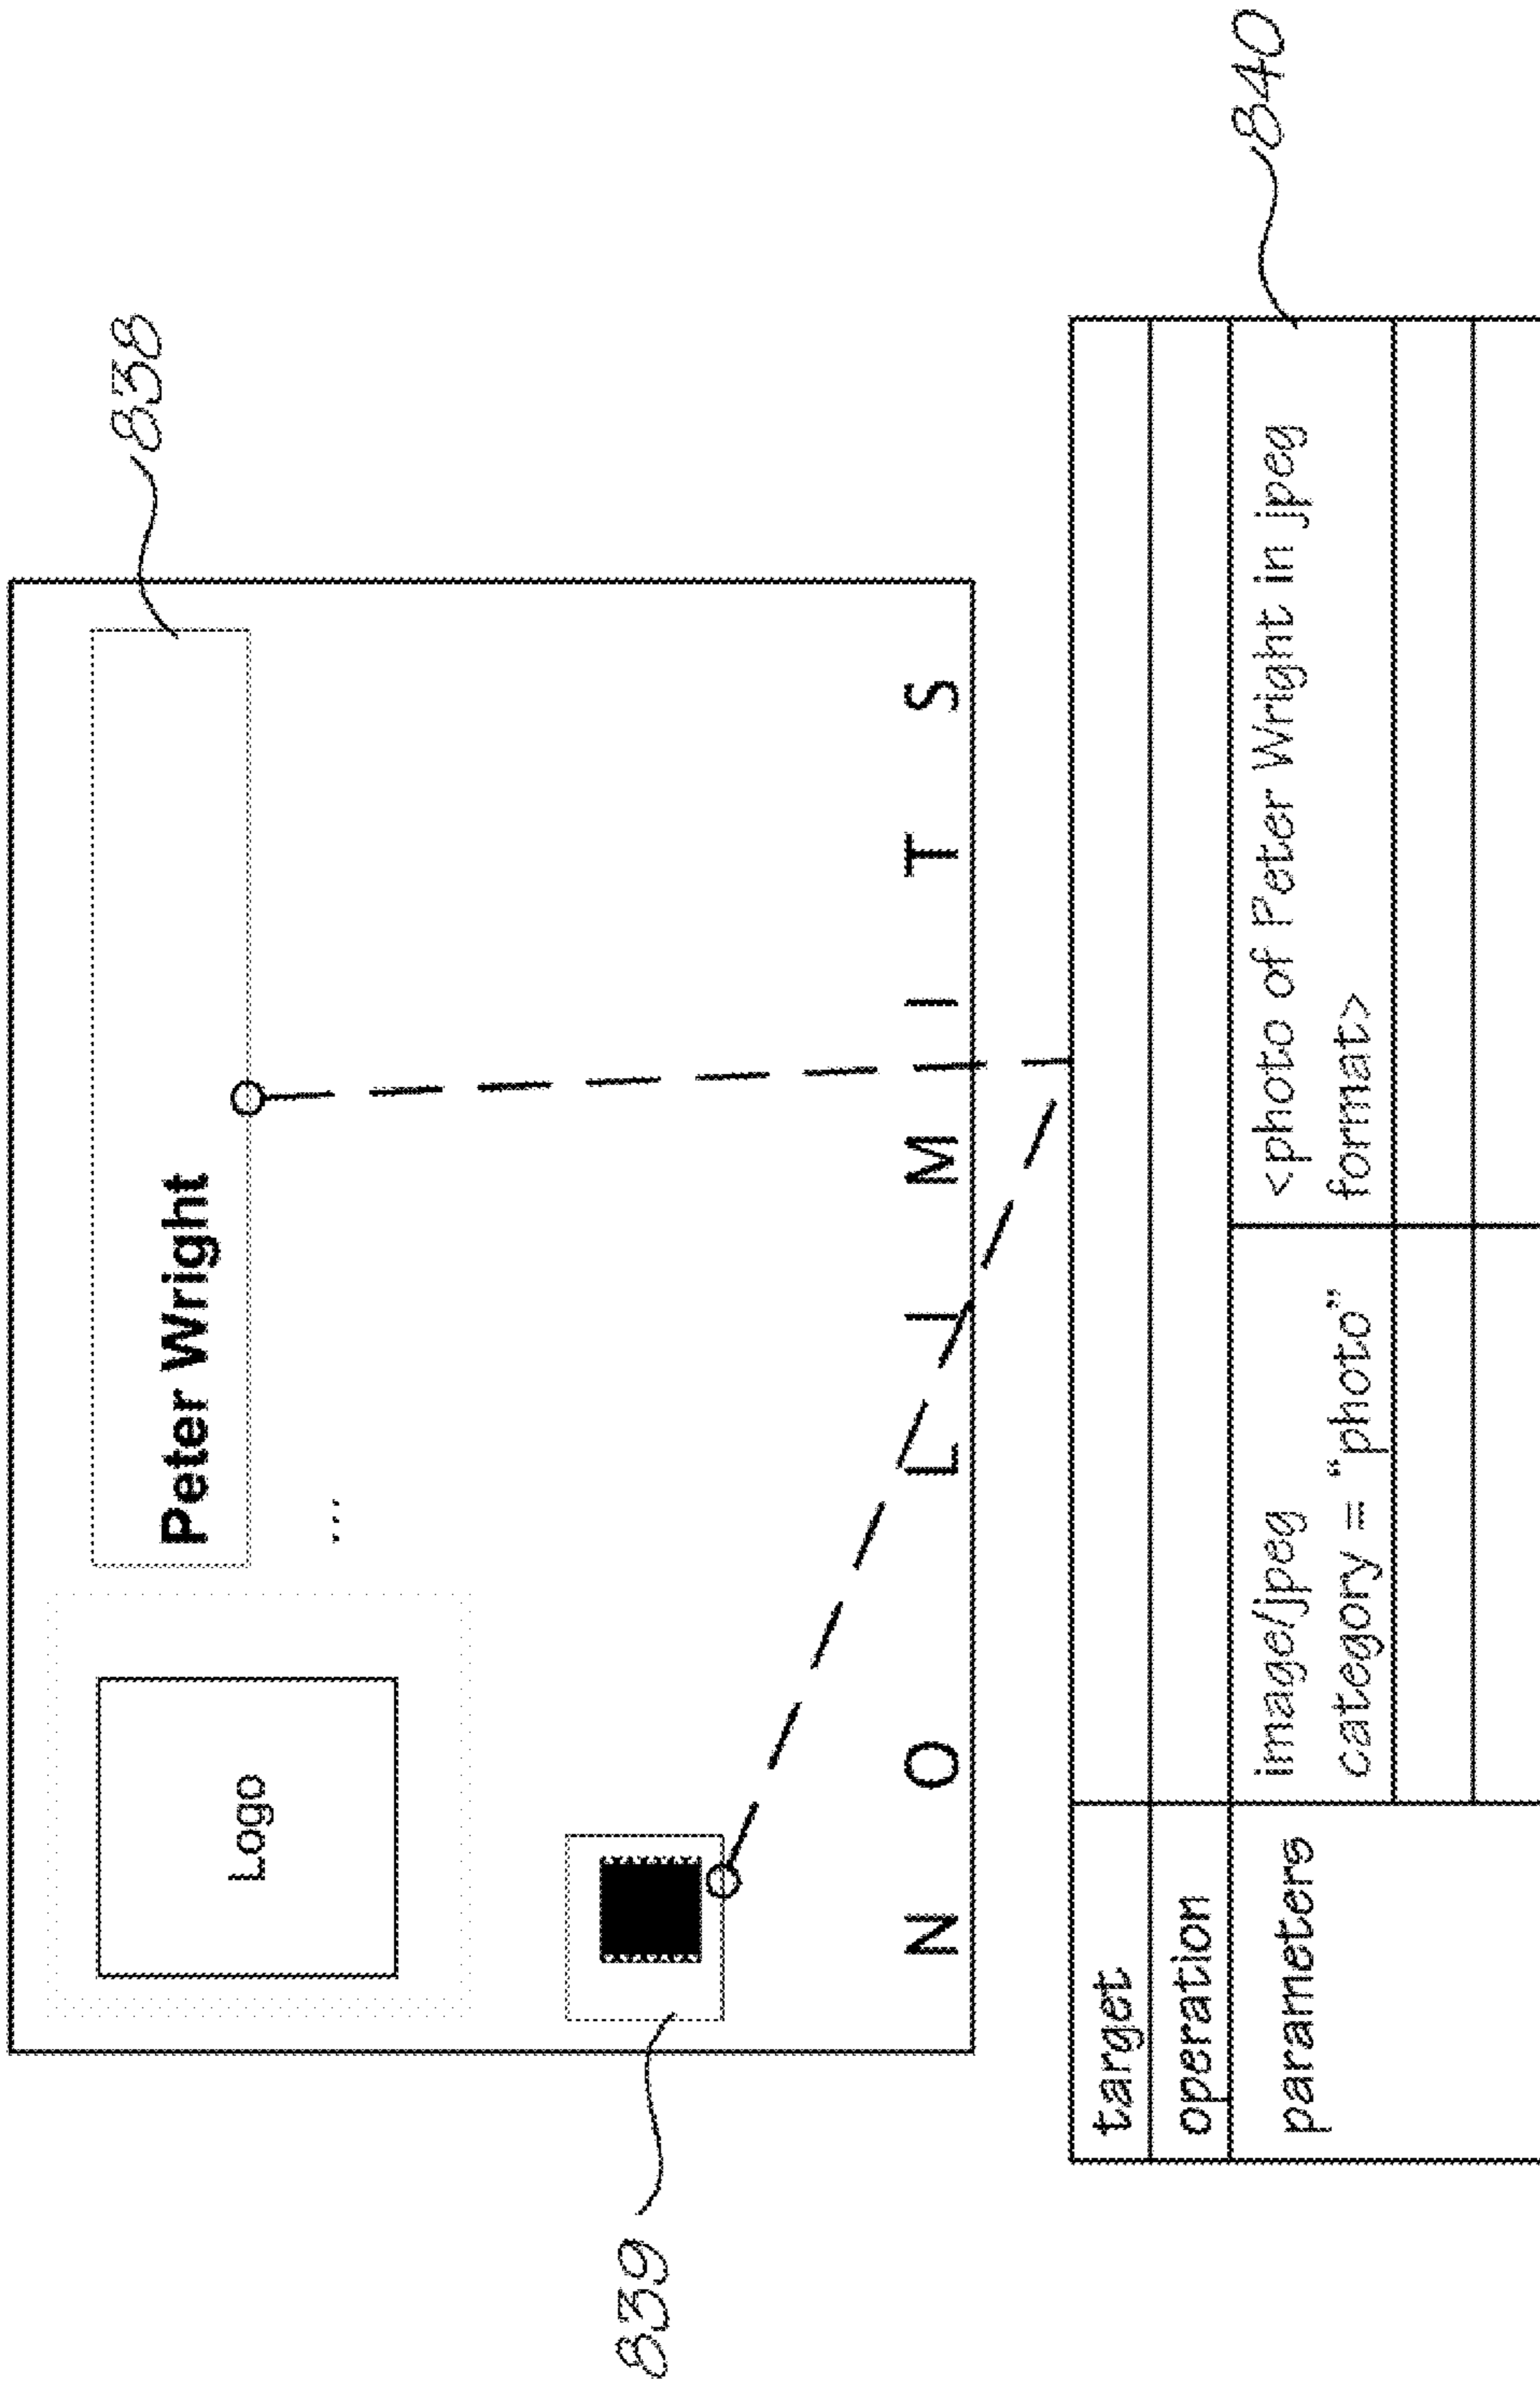 838
Peter Wright
Logo
...
839
N O L I M I T S
target
operation
parameters
image/jpeg
category = "photo"
<photo of Peter Wright in jpeg
format>
840